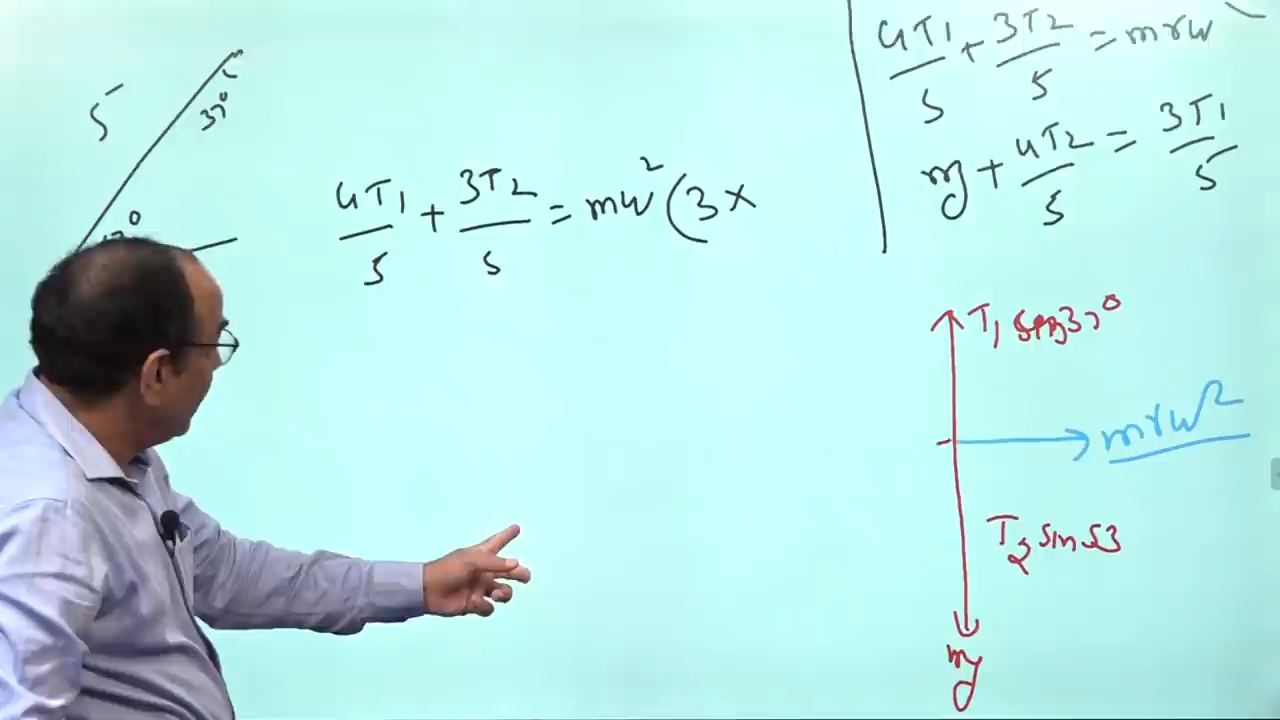 5
37°
4T1/5 + 3T2/5 = mω²(3×
4T1/5 + 3T2/5 = mrω
mg + 4T2/5 = 3T1/5
T1 sin37°
mrω²
T2 sin53
mg